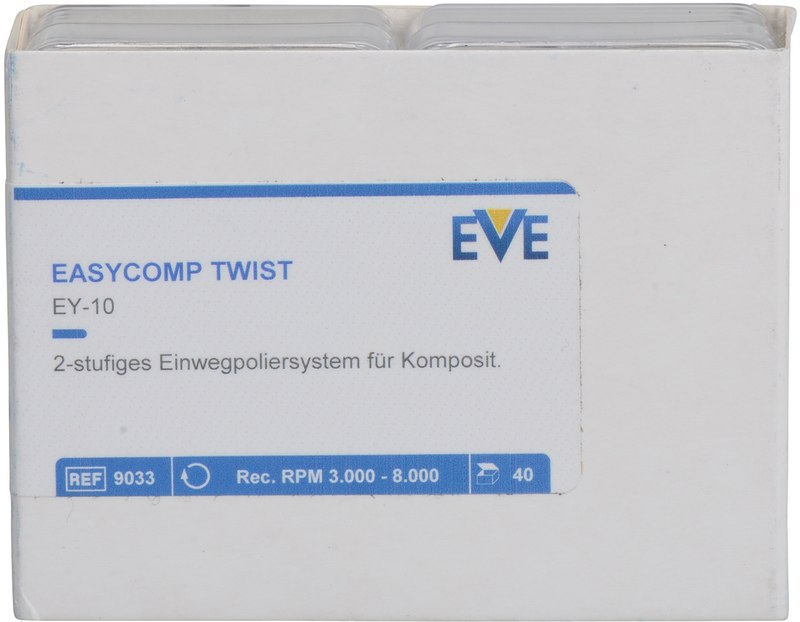 EVE
EASYCOMP TWIST
EY-10
2-stufiges Einwegpoliersystem für Komposit.
REF 9033 Rec. RPM 3.000 - 8.000 40